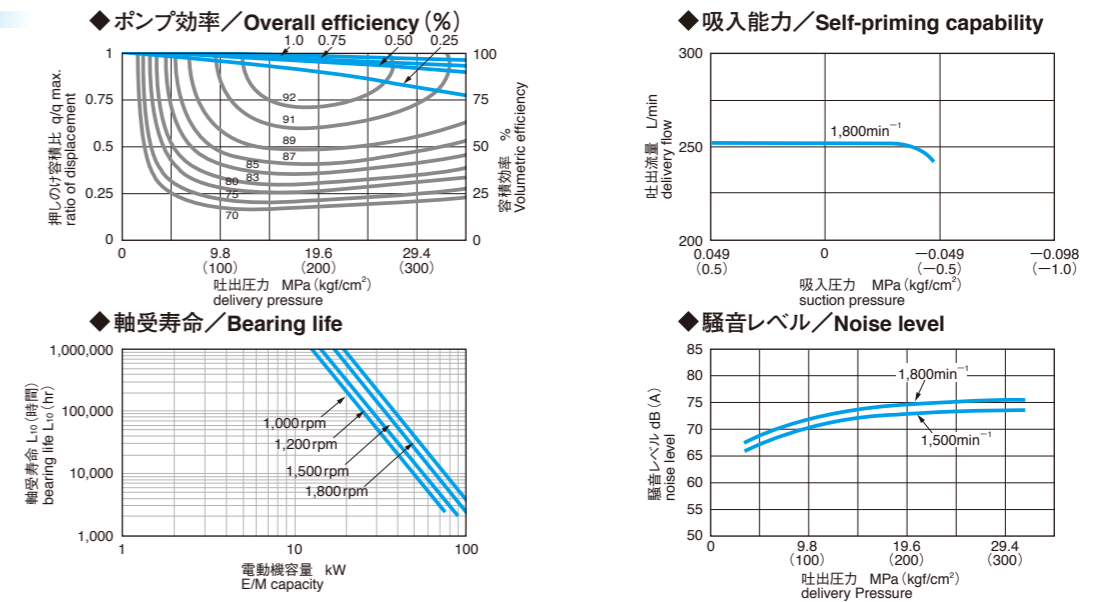 ◆ポンプ効率／Overall efficiency（%）
1.0 0.75 0.50 0.25
1
0.75
0.5
0.25
0
押しのけ容積比 q/q max.
ratio of displacement
92
91
89
87
85
83
80
75
70
100
75
50
25
0
容積効率 %
Volumetric efficiency
9.8 19.6 29.4
（100） （200） （300）
吐出圧力 MPa（kgf/cm²）
delivery pressure
◆吸入能力／Self-priming capability
300
250
200
吐出流量 L/min
delivery flow
1,800min⁻¹
0.049 0 －0.049 －0.098
（0.5） （－0.5） （－1.0）
吸入圧力 MPa（kgf/cm²）
suction pressure
◆軸受寿命／Bearing life
1,000,000
100,000
10,000
1,000
軸受寿命 L₁₀（時間）
bearing life L₁₀（hr）
1,000rpm
1,200rpm
1,500rpm
1,800rpm
1 10 100
電動機容量 kW
E/M capacity
◆騒音レベル／Noise level
85
80
75
70
65
60
55
50
騒音レベル dB（A）
noise level
1,800min⁻¹
1,500min⁻¹
0 9.8 19.6 29.4
（100） （200） （300）
吐出圧力 MPa（kgf/cm²）
delivery Pressure